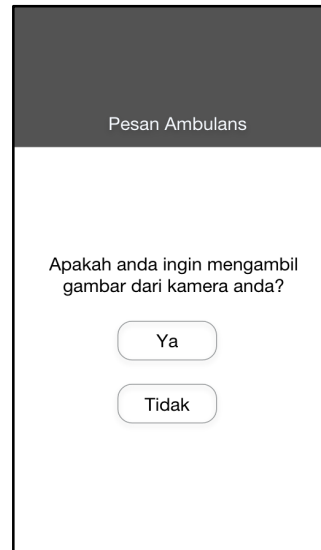 Pesan Ambulans
Apakah anda ingin mengambil
gambar dari kamera anda?
Ya
Tidak